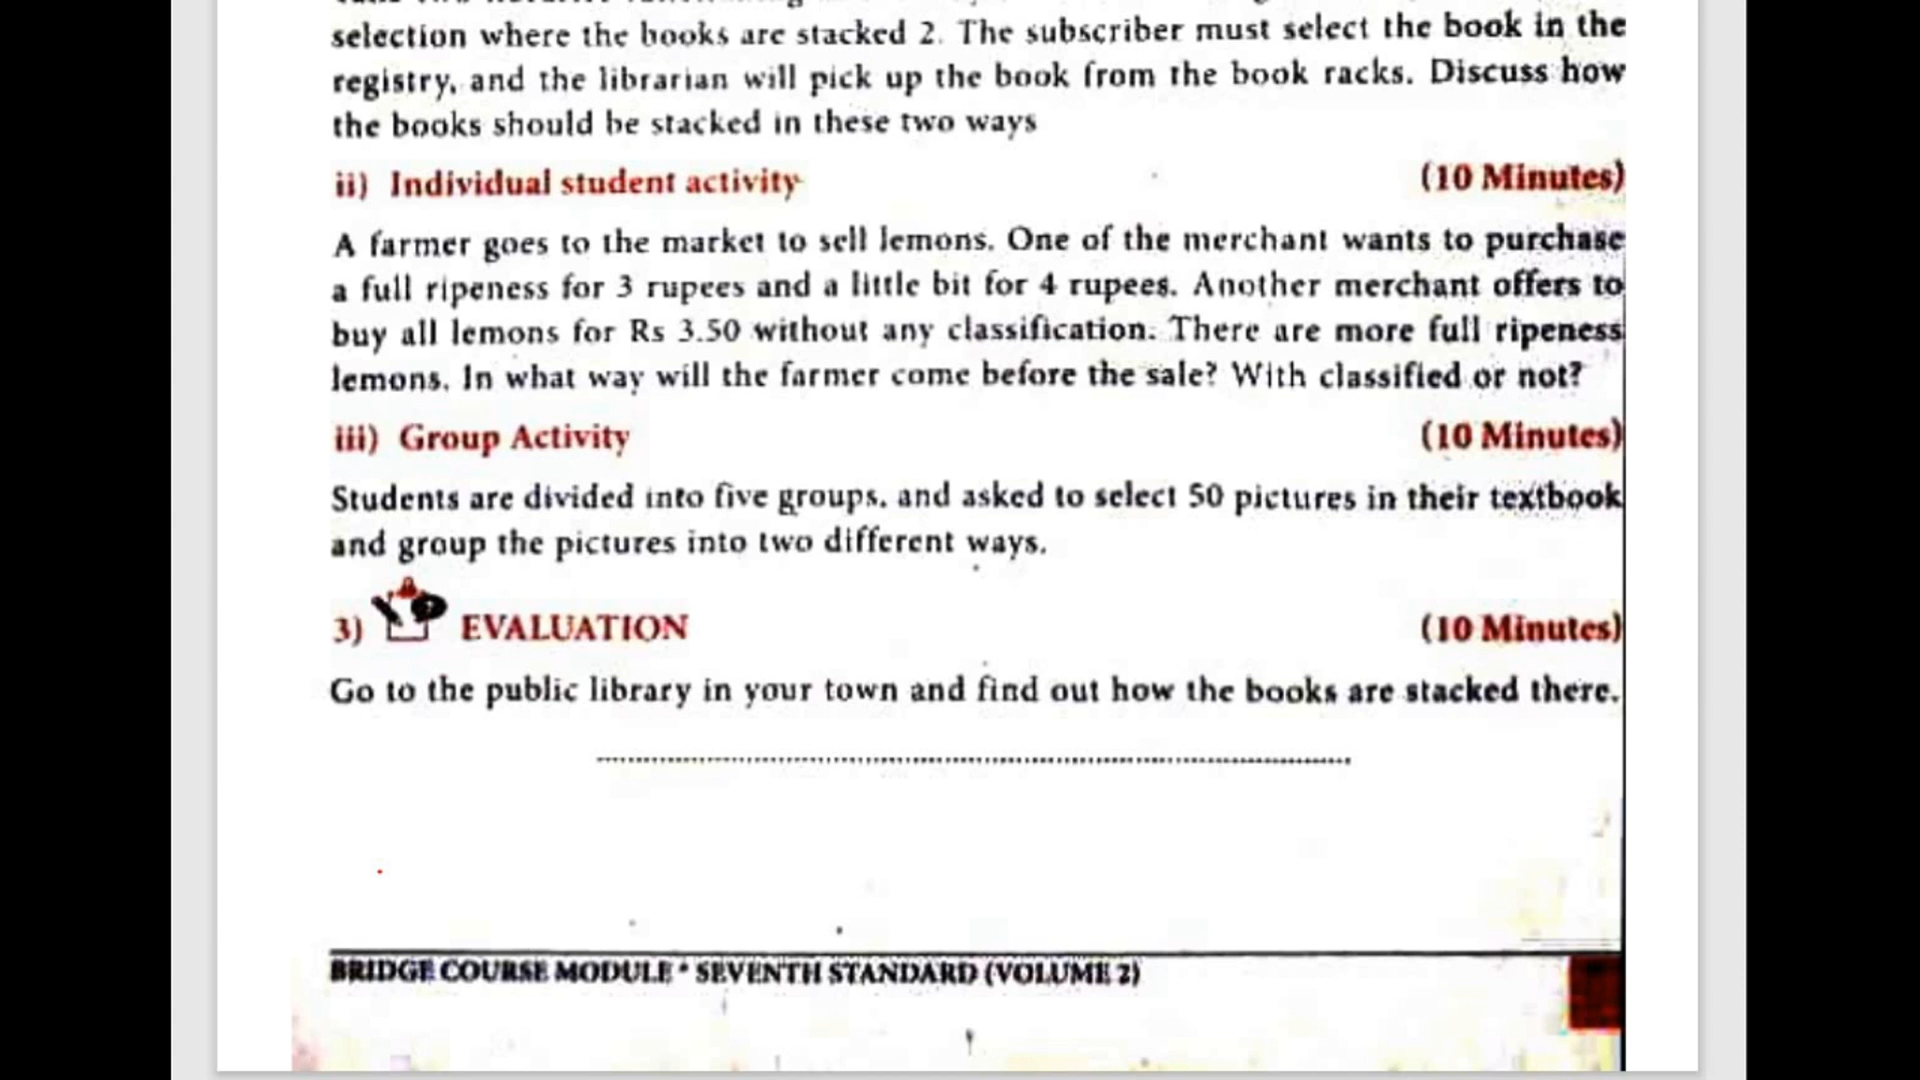 selection where the books are stacked 2. The subscriber must select the book in the
registry, and the librarian will pick up the book from the book racks. Discuss how
the books should be stacked in these two ways
ii) Individual student activity (10 Minutes)
A farmer goes to the market to sell lemons. One of the merchant wants to purchase
a full ripeness for 3 rupees and a little bit for 4 rupees. Another merchant offers to
buy all lemons for Rs 3.50 without any classification. There are more full ripeness
lemons. In what way will the farmer come before the sale? With classified or not?
iii) Group Activity (10 Minutes)
Students are divided into five groups, and asked to select 50 pictures in their textbook
and group the pictures into two different ways.
3) EVALUATION (10 Minutes)
Go to the public library in your town and find out how the books are stacked there.
BRIDGE COURSE MODULE * SEVENTH STANDARD (VOLUME 2)